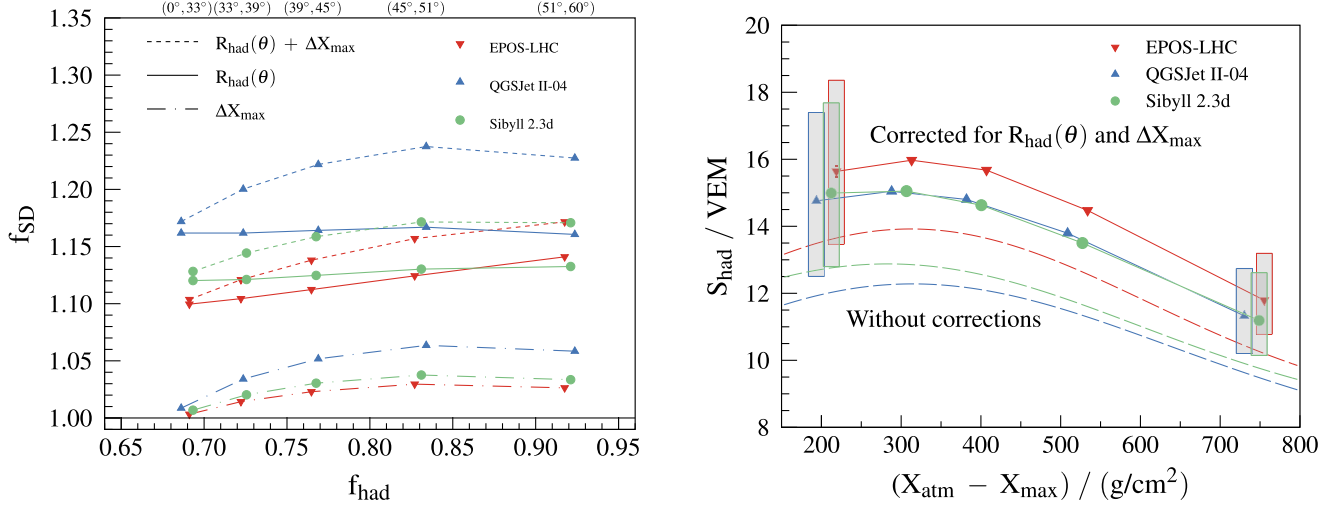 (0°,33°) (33°,39°) (39°,45°) (45°,51°) (51°,60°)
1.35
1.30
1.25
1.20
1.15
1.10
1.05
1.00
f_SD
R_had(θ) + ΔX_max
R_had(θ)
ΔX_max
EPOS-LHC
QGSJet II-04
Sibyll 2.3d
0.65 0.70 0.75 0.80 0.85 0.90 0.95
f_had
20
18
16
14
12
10
8
S_had / VEM
EPOS-LHC
QGSJet II-04
Sibyll 2.3d
Corrected for R_had(θ) and ΔX_max
Without corrections
200 300 400 500 600 700 800
(X_atm − X_max) / (g/cm²)